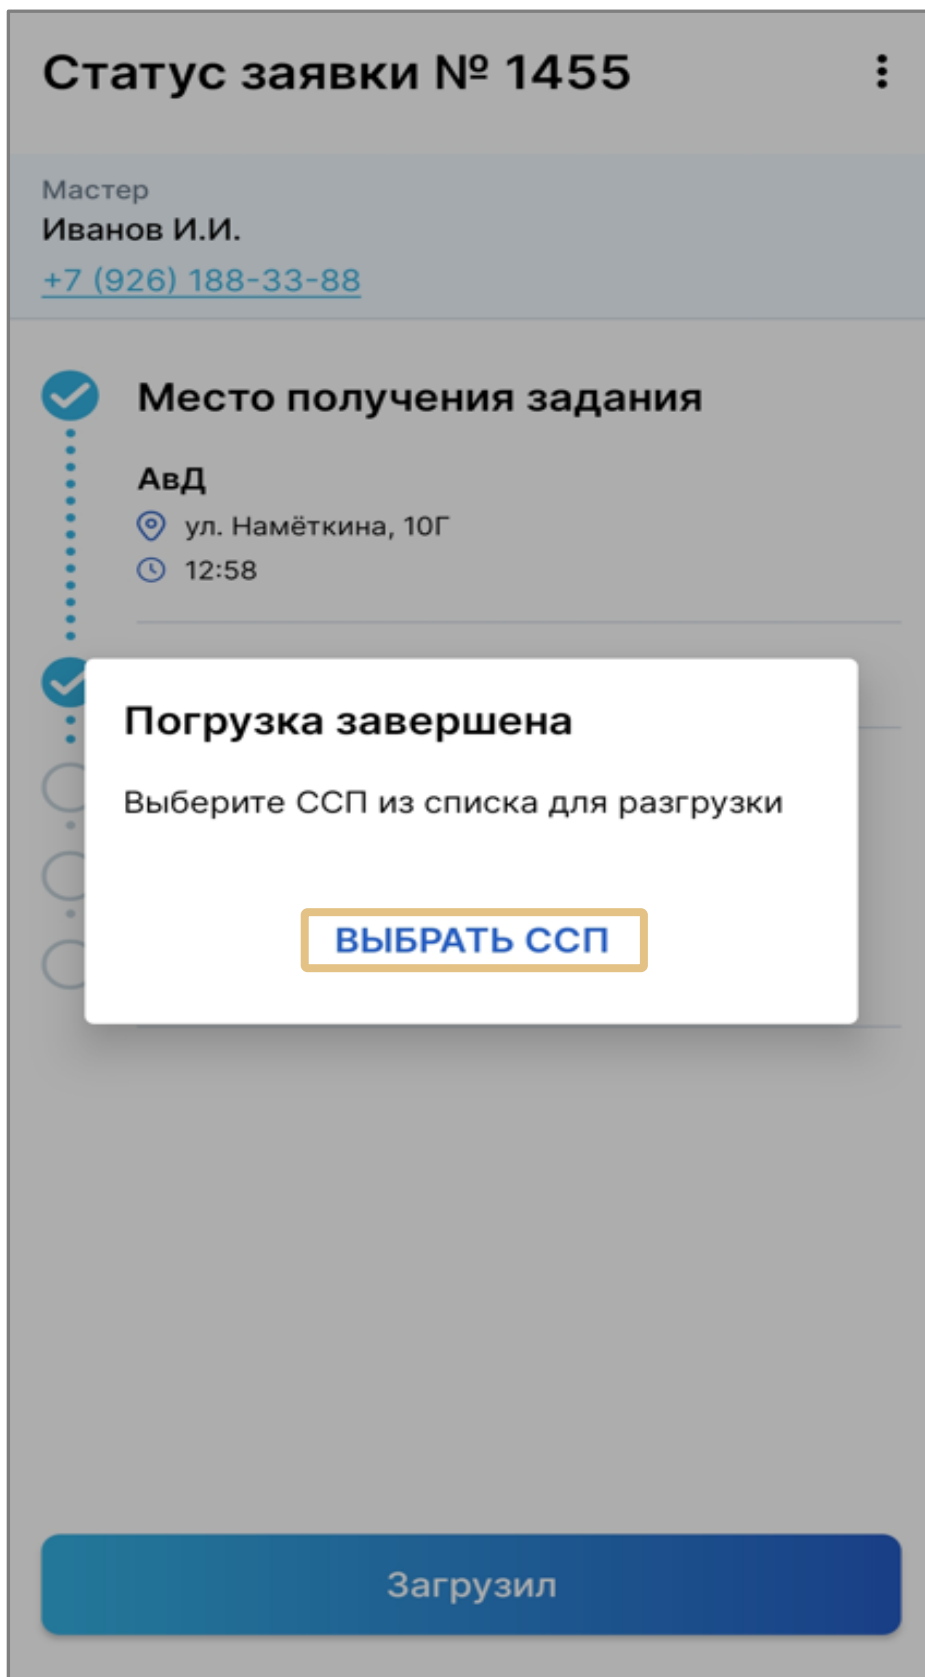 Статус заявки № 1455
Мастер
Иванов И.И.
+7 (926) 188-33-88
Место получения задания
АвД
ул. Намёткина, 10Г
12:58
Погрузка завершена
Выберите ССП из списка для разгрузки
ВЫБРАТЬ ССП
Загрузил